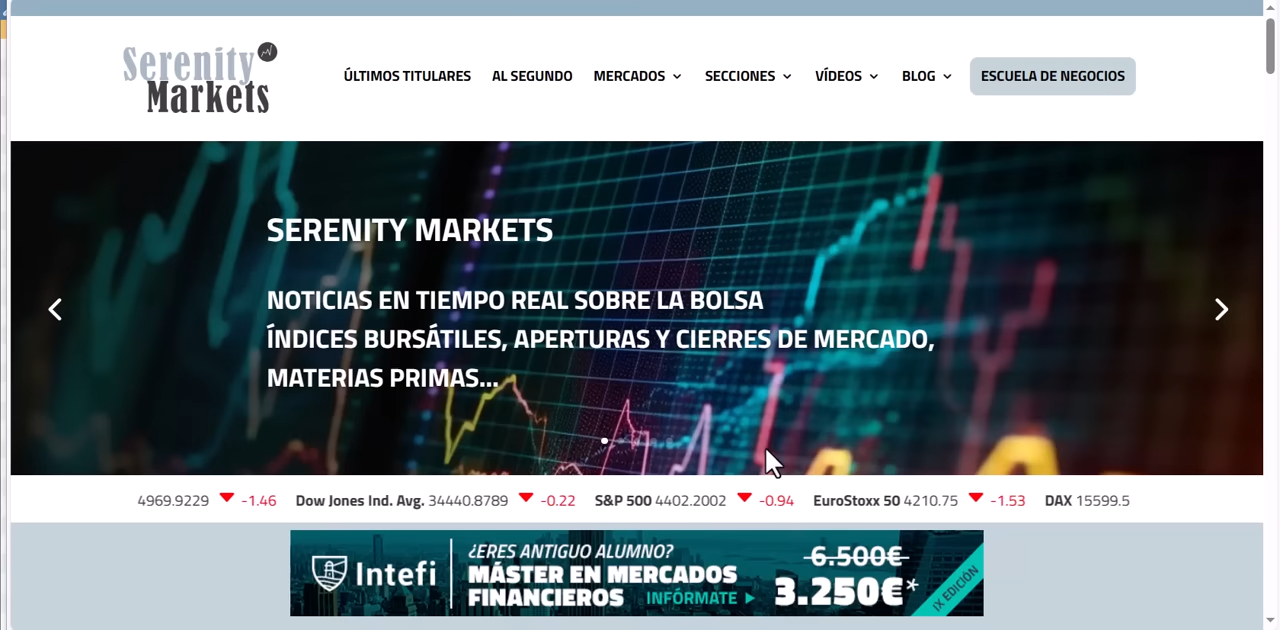 Serenity
Markets
ÚLTIMOS TITULARES AL SEGUNDO MERCADOS SECCIONES VÍDEOS BLOG ESCUELA DE NEGOCIOS
SERENITY MARKETS
NOTICIAS EN TIEMPO REAL SOBRE LA BOLSA
ÍNDICES BURSÁTILES, APERTURAS Y CIERRES DE MERCADO,
MATERIAS PRIMAS...
4969.9229 -1.46 Dow Jones Ind. Avg. 34440.8789 -0.22 S&P 500 4402.2002 -0.94 EuroStoxx 50 4210.75 -1.53 DAX 15599.5
Intefi
¿ERES ANTIGUO ALUMNO?
MÁSTER EN MERCADOS
FINANCIEROS INFÓRMATE
6.500€
3.250€*
IX EDICIÓN